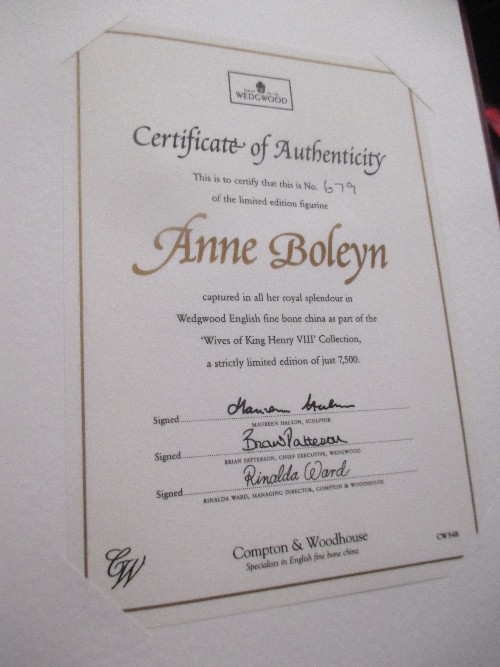 WEDGWOOD
Certificate of Authenticity
This is to certify that this is No. 679
of the limited edition figurine
Anne Boleyn
captured in all her royal splendour in
Wedgwood English fine bone china as part of the
'Wives of King Henry VIII' Collection,
a strictly limited edition of just 7,500.
Signed Maureen Halson
MAUREEN HALSON, SCULPTOR
Signed Brian Patterson
BRIAN PATTERSON, CHIEF EXECUTIVE, WEDGWOOD
Signed Rinalda Ward
RINALDA WARD, MANAGING DIRECTOR, COMPTON & WOODHOUSE
CW
Compton & Woodhouse
Specialists in English fine bone china
CW348